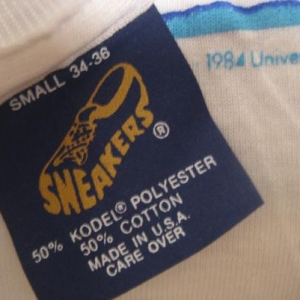 SMALL 34-36
1984 Unive
SNEAKERS®
50% KODEL® POLYESTER
50% COTTON
MADE IN U.S.A.
CARE OVER